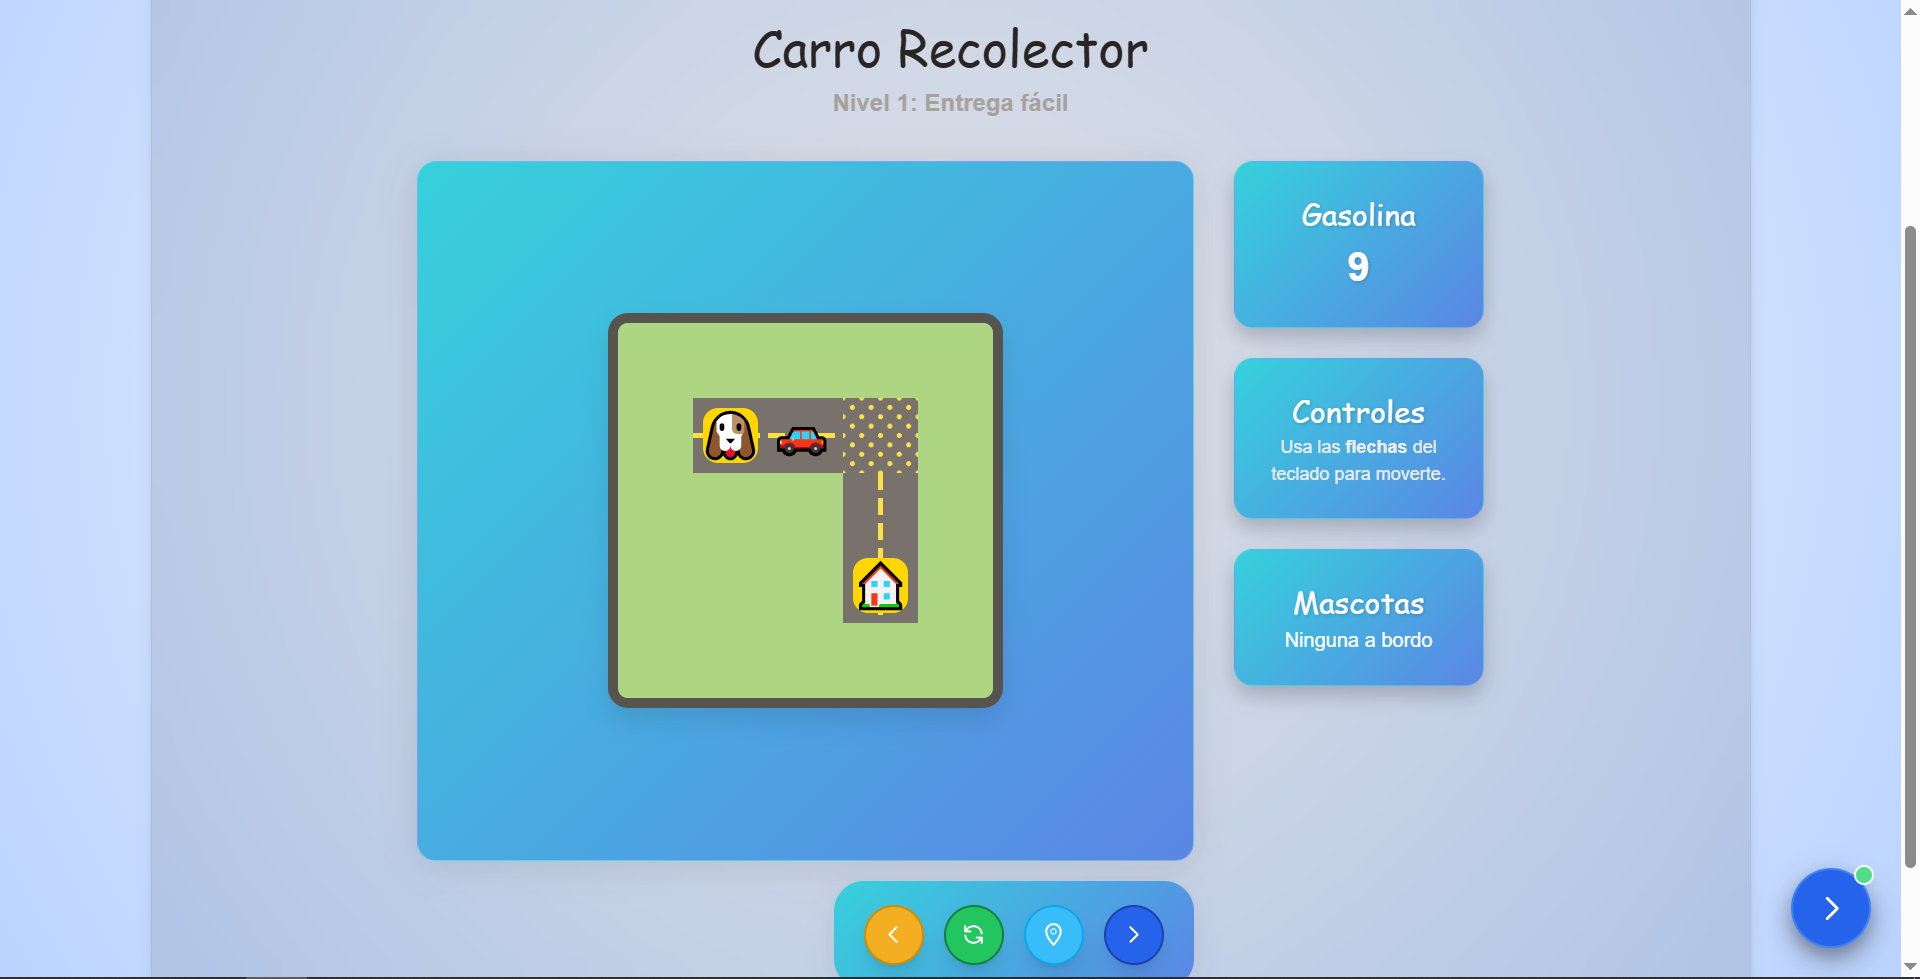 Carro Recolector
Nivel 1: Entrega fácil
Gasolina
9
Controles
Usa las flechas del
teclado para moverte.
Mascotas
Ninguna a bordo